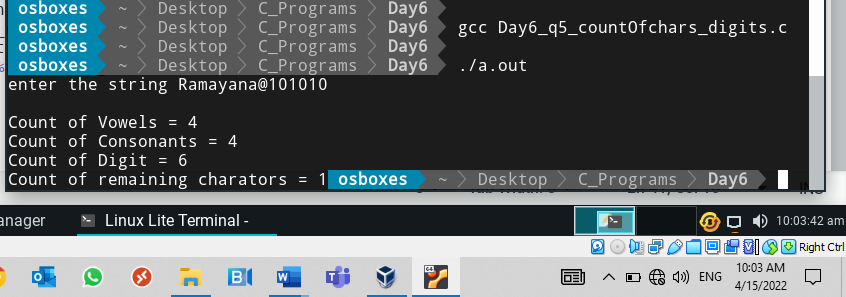 osboxes ~ Desktop C_Programs Day6
osboxes ~ Desktop C_Programs Day6 gcc Day6_q5_countOfchars_digits.c
osboxes ~ Desktop C_Programs Day6
osboxes ~ Desktop C_Programs Day6 ./a.out
enter the string Ramayana@101010
Count of Vowels = 4
Count of Consonants = 4
Count of Digit = 6
Count of remaining charators = 1 osboxes ~ Desktop C_Programs Day6
anager Linux Lite Terminal - 10:03:42 am
Right Ctrl
ENG 10:03 AM
4/15/2022